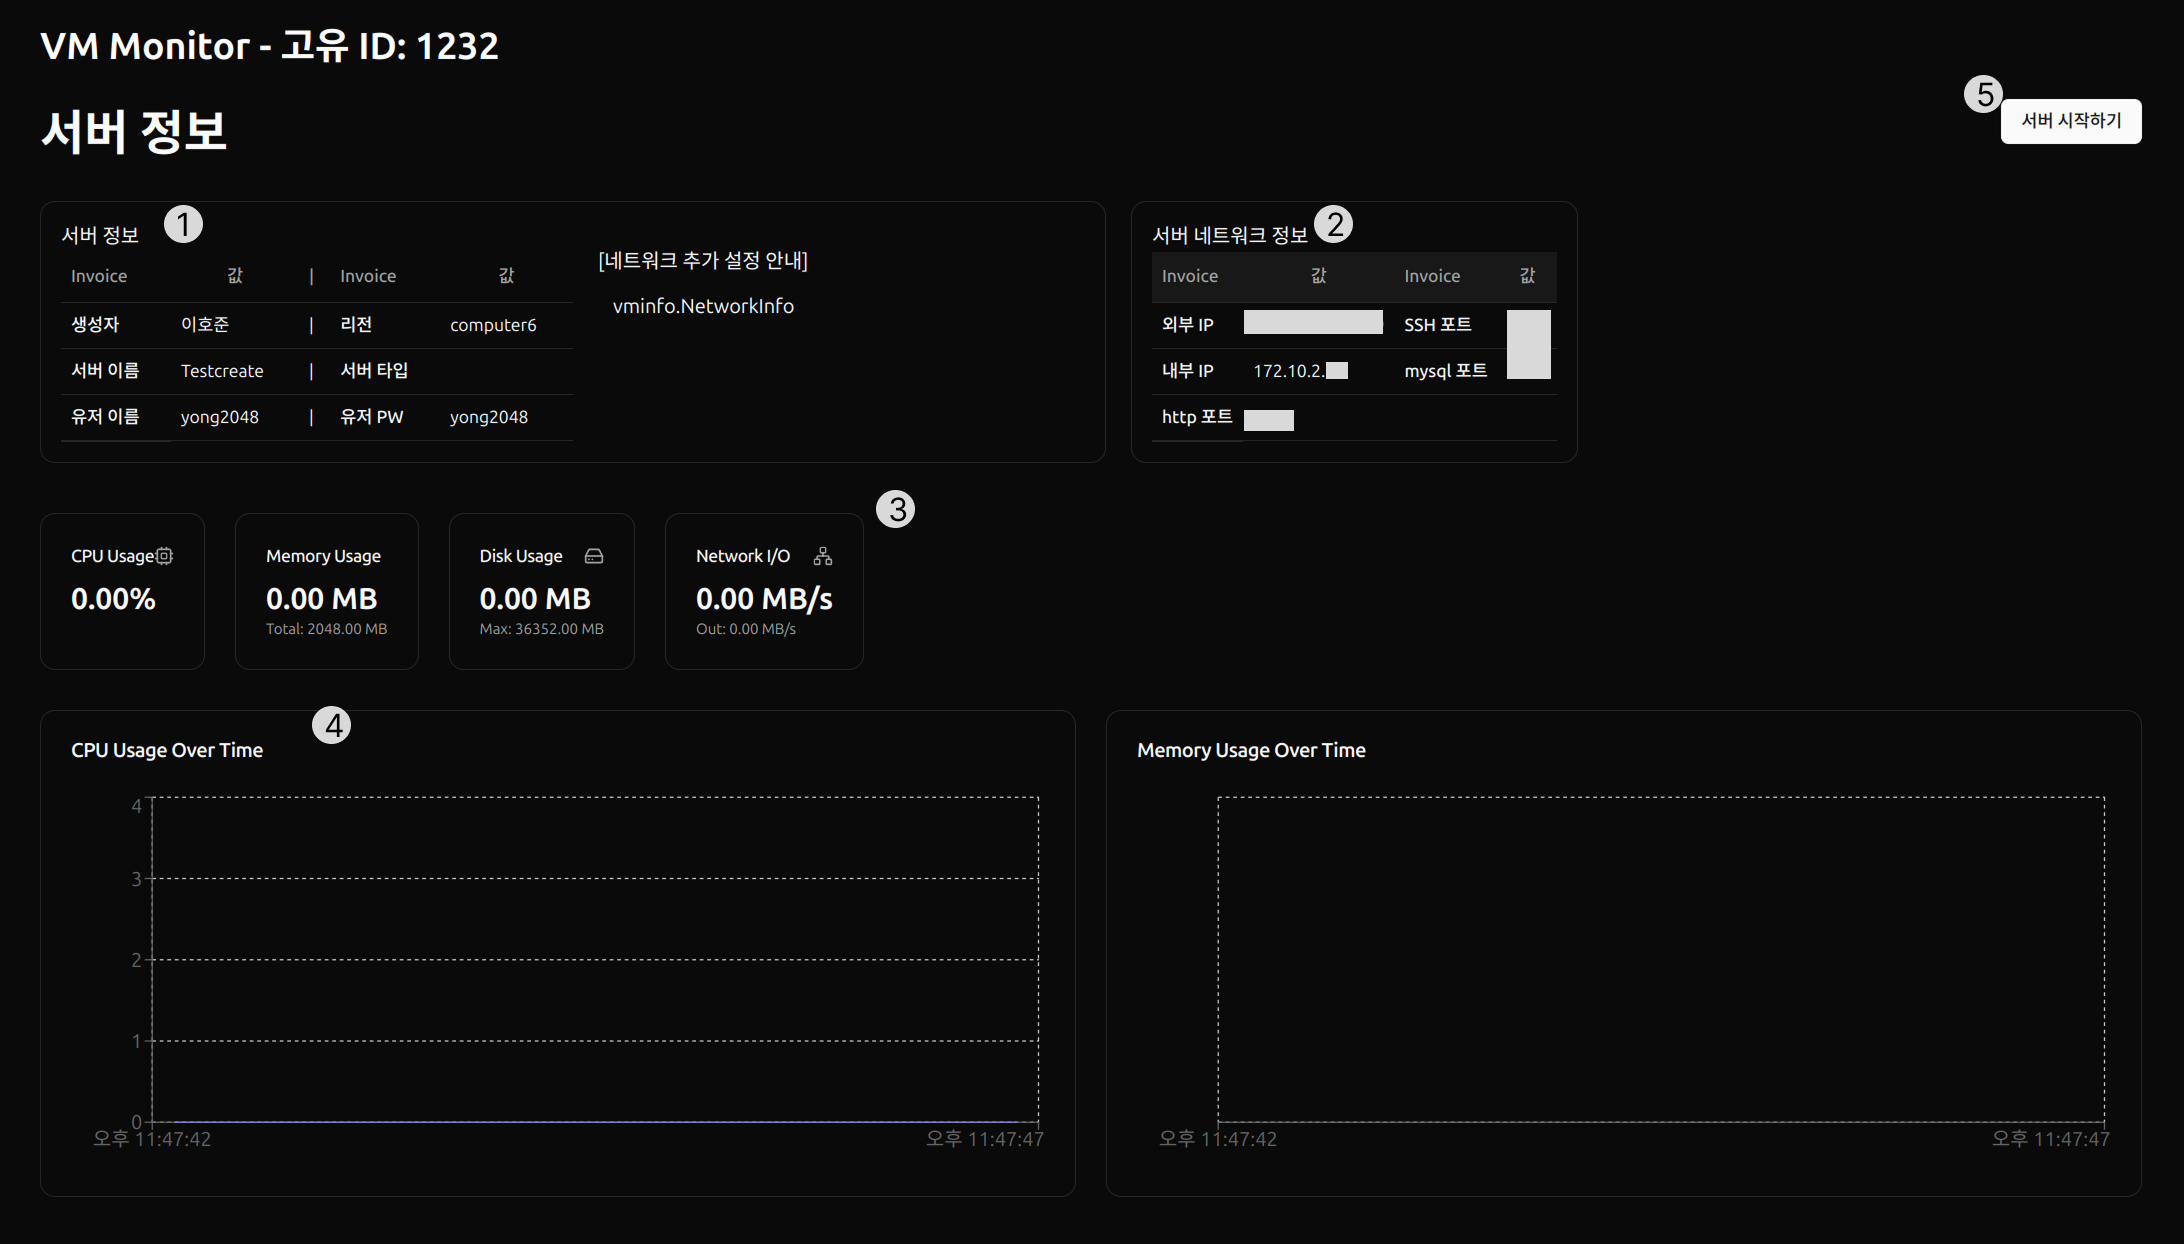 VM Monitor - 고유 ID: 1232
서버 정보
5
서버 시작하기
서버 정보
1
Invoice 값 | Invoice 값
생성자 이호준 | 리전 computer6
서버 이름 Testcreate | 서버 타입
유저 이름 yong2048 | 유저 PW yong2048
[네트워크 추가 설정 안내]
vminfo.NetworkInfo
서버 네트워크 정보
2
Invoice 값 Invoice 값
외부 IP SSH 포트
내부 IP 172.10.2. mysql 포트
http 포트
3
CPU Usage
0.00%
Memory Usage
0.00 MB
Total: 2048.00 MB
Disk Usage
0.00 MB
Max: 36352.00 MB
Network I/O
0.00 MB/s
Out: 0.00 MB/s
4
CPU Usage Over Time
4
3
2
1
0
오후 11:47:42 오후 11:47:47
Memory Usage Over Time
오후 11:47:42 오후 11:47:47